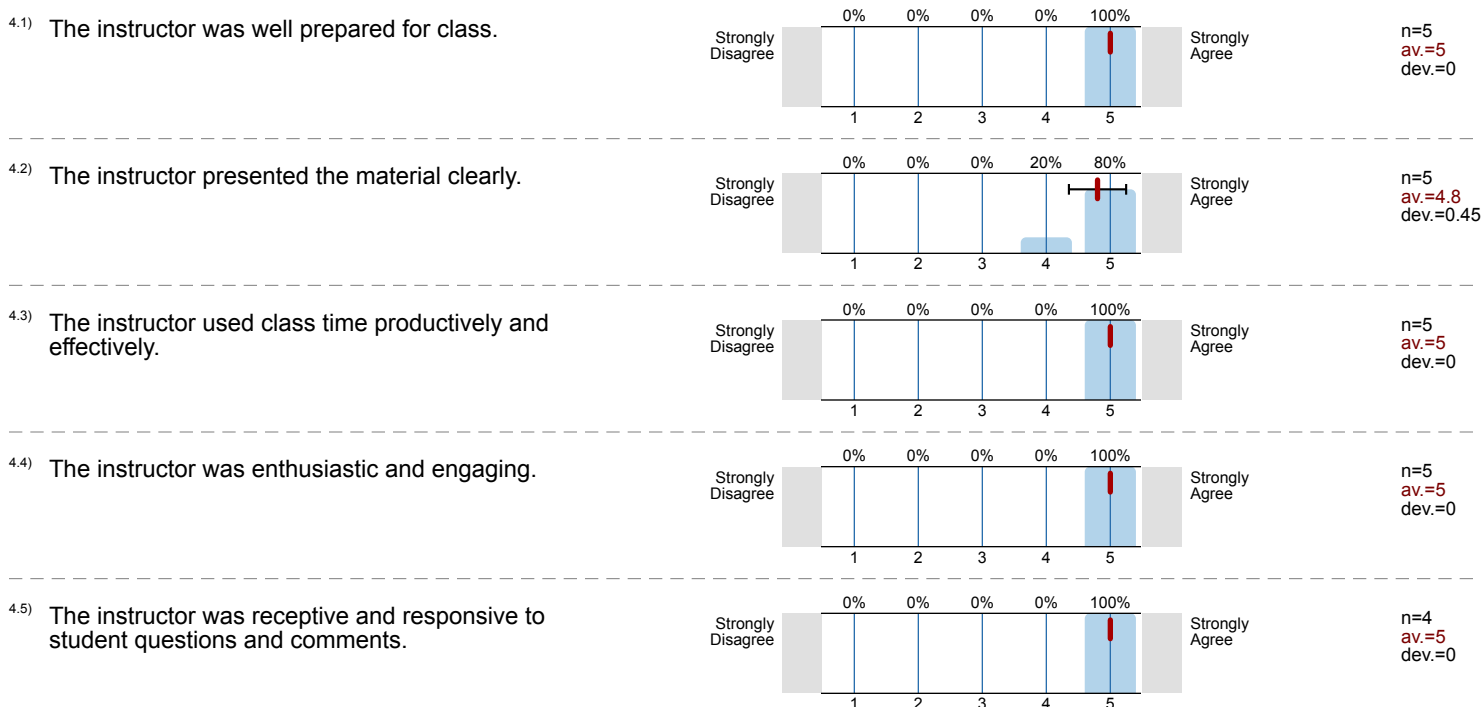 4.1) The instructor was well prepared for class.
0% 0% 0% 0% 100%
Strongly
Disagree
Strongly
Agree
1 2 3 4 5
n=5
av.=5
dev.=0
4.2) The instructor presented the material clearly.
0% 0% 0% 20% 80%
Strongly
Disagree
Strongly
Agree
1 2 3 4 5
n=5
av.=4.8
dev.=0.45
4.3) The instructor used class time productively and
effectively.
0% 0% 0% 0% 100%
Strongly
Disagree
Strongly
Agree
1 2 3 4 5
n=5
av.=5
dev.=0
4.4) The instructor was enthusiastic and engaging.
0% 0% 0% 0% 100%
Strongly
Disagree
Strongly
Agree
1 2 3 4 5
n=5
av.=5
dev.=0
4.5) The instructor was receptive and responsive to
student questions and comments.
0% 0% 0% 0% 100%
Strongly
Disagree
Strongly
Agree
1 2 3 4 5
n=4
av.=5
dev.=0